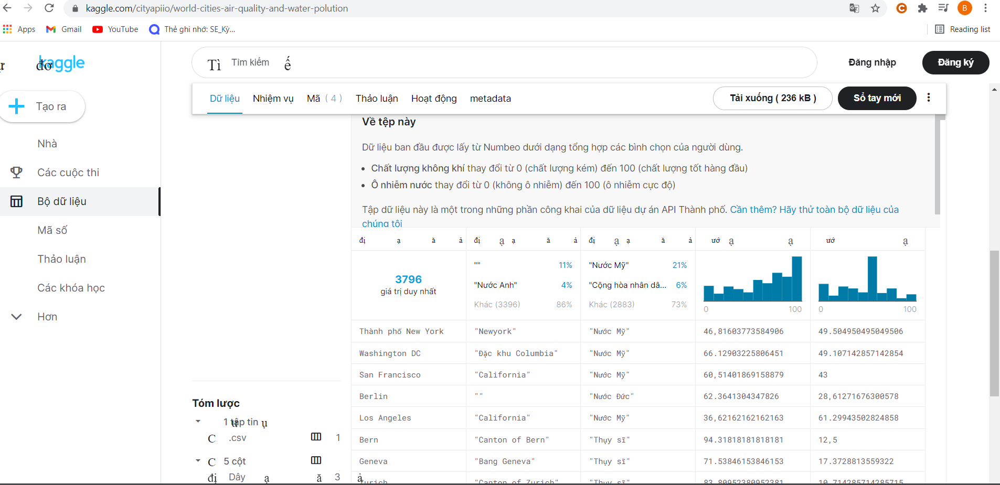 kaggle.com/cityapiio/world-cities-air-quality-and-water-polution
B
Apps
Gmail
YouTube
Thẻ ghi nhớ: SE_Kỳ...
Reading list
kaggle
Tìm kiếm
Đăng nhập
Đăng ký
Dữ liệu
Nhiệm vụ
Mã ( 4 )
Thảo luận
Hoạt động
metadata
Tải xuống ( 236 kB )
Sổ tay mới
Tạo ra
Nhà
Các cuộc thi
Bộ dữ liệu
Mã số
Thảo luận
Các khóa học
Hơn
Về tệp này
Dữ liệu ban đầu được lấy từ Numbeo dưới dạng tổng hợp các bình chọn của người dùng.
Chất lượng không khí thay đổi từ 0 (chất lượng kém) đến 100 (chất lượng tốt hàng đầu)
Ô nhiễm nước thay đổi từ 0 (không ô nhiễm) đến 100 (ô nhiễm cực độ)
Tập dữ liệu này là một trong những phần công khai của dữ liệu dự án API Thành phố. Cần thêm? Hãy thử toàn bộ dữ liệu của
chúng tôi
3796
giá trị duy nhất
"" 11%
"Nước Anh" 4%
Khác (3396) 86%
"Nước Mỹ" 21%
"Cộng hòa nhân dâ... 6%
Khác (2883) 73%
0 100
0 100
Thành phố New York "Newyork" "Nước Mỹ" 46,81603773584906 49.504950495049506
Washington DC "Đặc khu Columbia" "Nước Mỹ" 66.12903225806451 49.107142857142854
San Francisco "California" "Nước Mỹ" 60,51401869158879 43
Berlin "" "Nước Đức" 62.3641304347826 28,61271676300578
Los Angeles "California" "Nước Mỹ" 36,62162162162163 61.29943502824858
Bern "Canton of Bern" "Thụy sĩ" 94.31818181818181 12,5
Geneva "Bang Geneva" "Thụy sĩ" 71.53846153846153 17.3728813559322
Zurich "Canton of Zurich" "Thụy sĩ" 83.80952380952381 10.714285714285715
Tóm lược
1 tập tin
.csv 1
5 cột
Dây 3